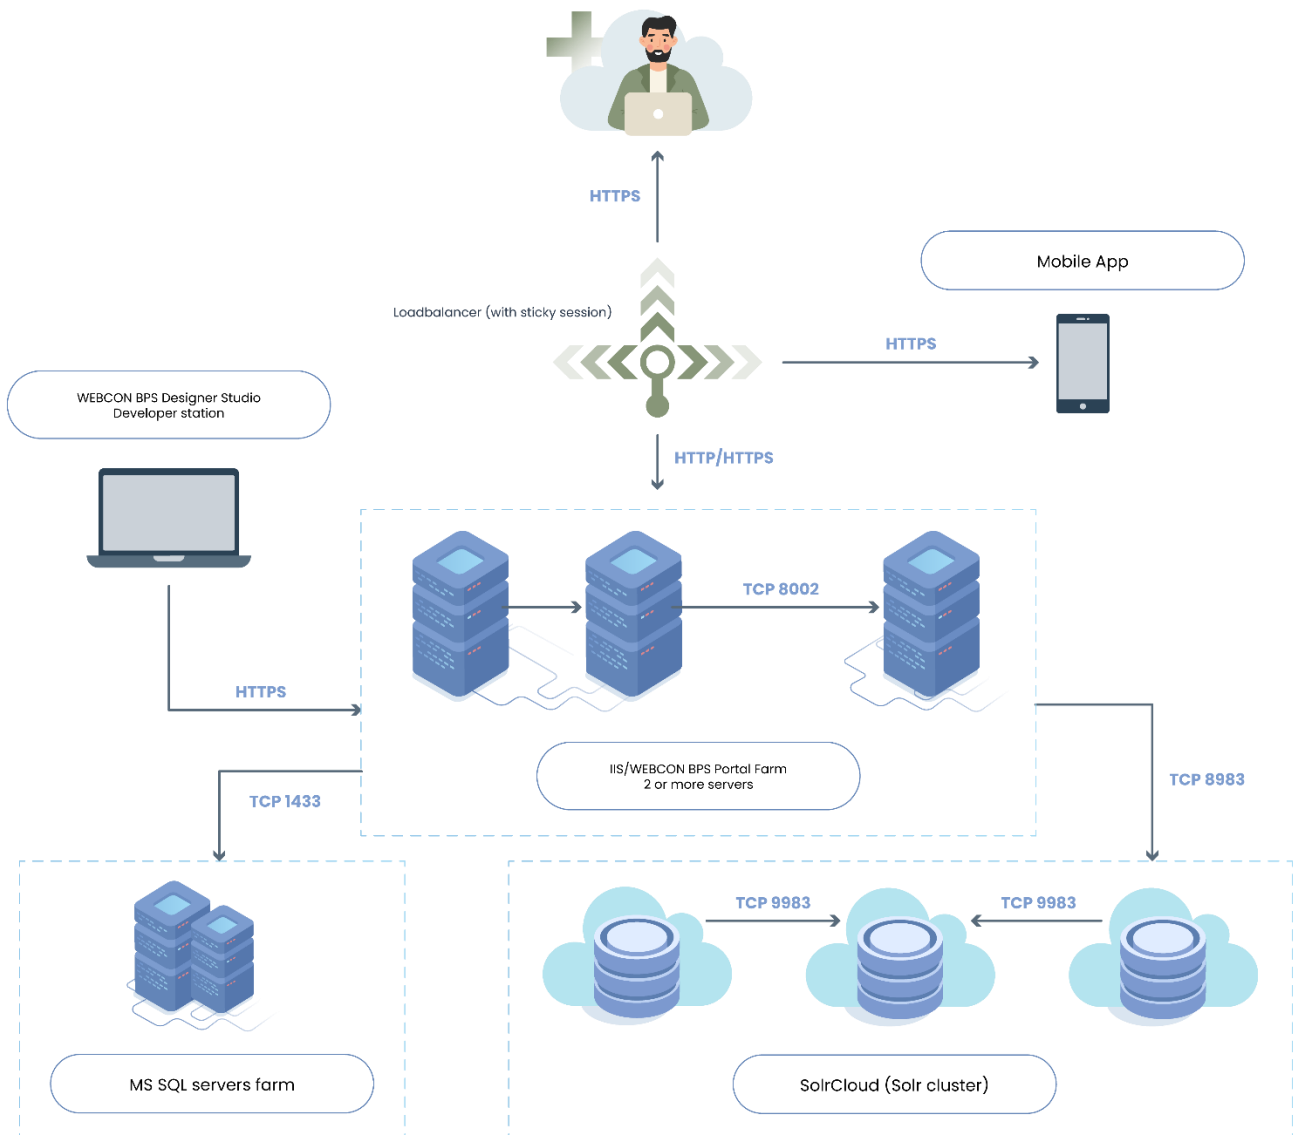 HTTPS
Mobile App
Loadbalancer (with sticky session)
HTTPS
WEBCON BPS Designer Studio
Developer station
HTTP/HTTPS
TCP 8002
HTTPS
IIS/WEBCON BPS Portal Farm
2 or more servers
TCP 1433
TCP 8983
TCP 9983
TCP 9983
MS SQL servers farm
SolrCloud (Solr cluster)